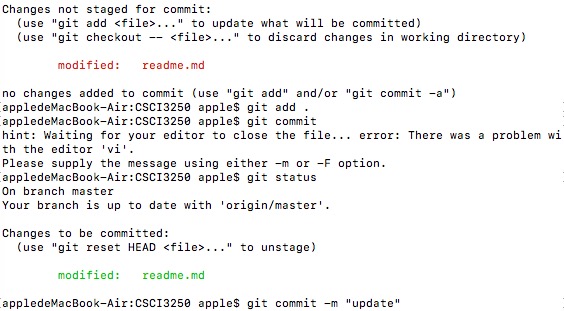 Changes not staged for commit:
  (use "git add <file>..." to update what will be committed)
  (use "git checkout -- <file>..." to discard changes in working directory)
        modified:   readme.md
no changes added to commit (use "git add" and/or "git commit -a")
[appledeMacBook-Air:CSCI3250 apple$ git add .
[appledeMacBook-Air:CSCI3250 apple$ git commit
hint: Waiting for your editor to close the file... error: There was a problem wi
th the editor 'vi'.
Please supply the message using either -m or -F option.
[appledeMacBook-Air:CSCI3250 apple$ git status
On branch master
Your branch is up to date with 'origin/master'.
Changes to be committed:
  (use "git reset HEAD <file>..." to unstage)
        modified:   readme.md
[appledeMacBook-Air:CSCI3250 apple$ git commit -m "update"